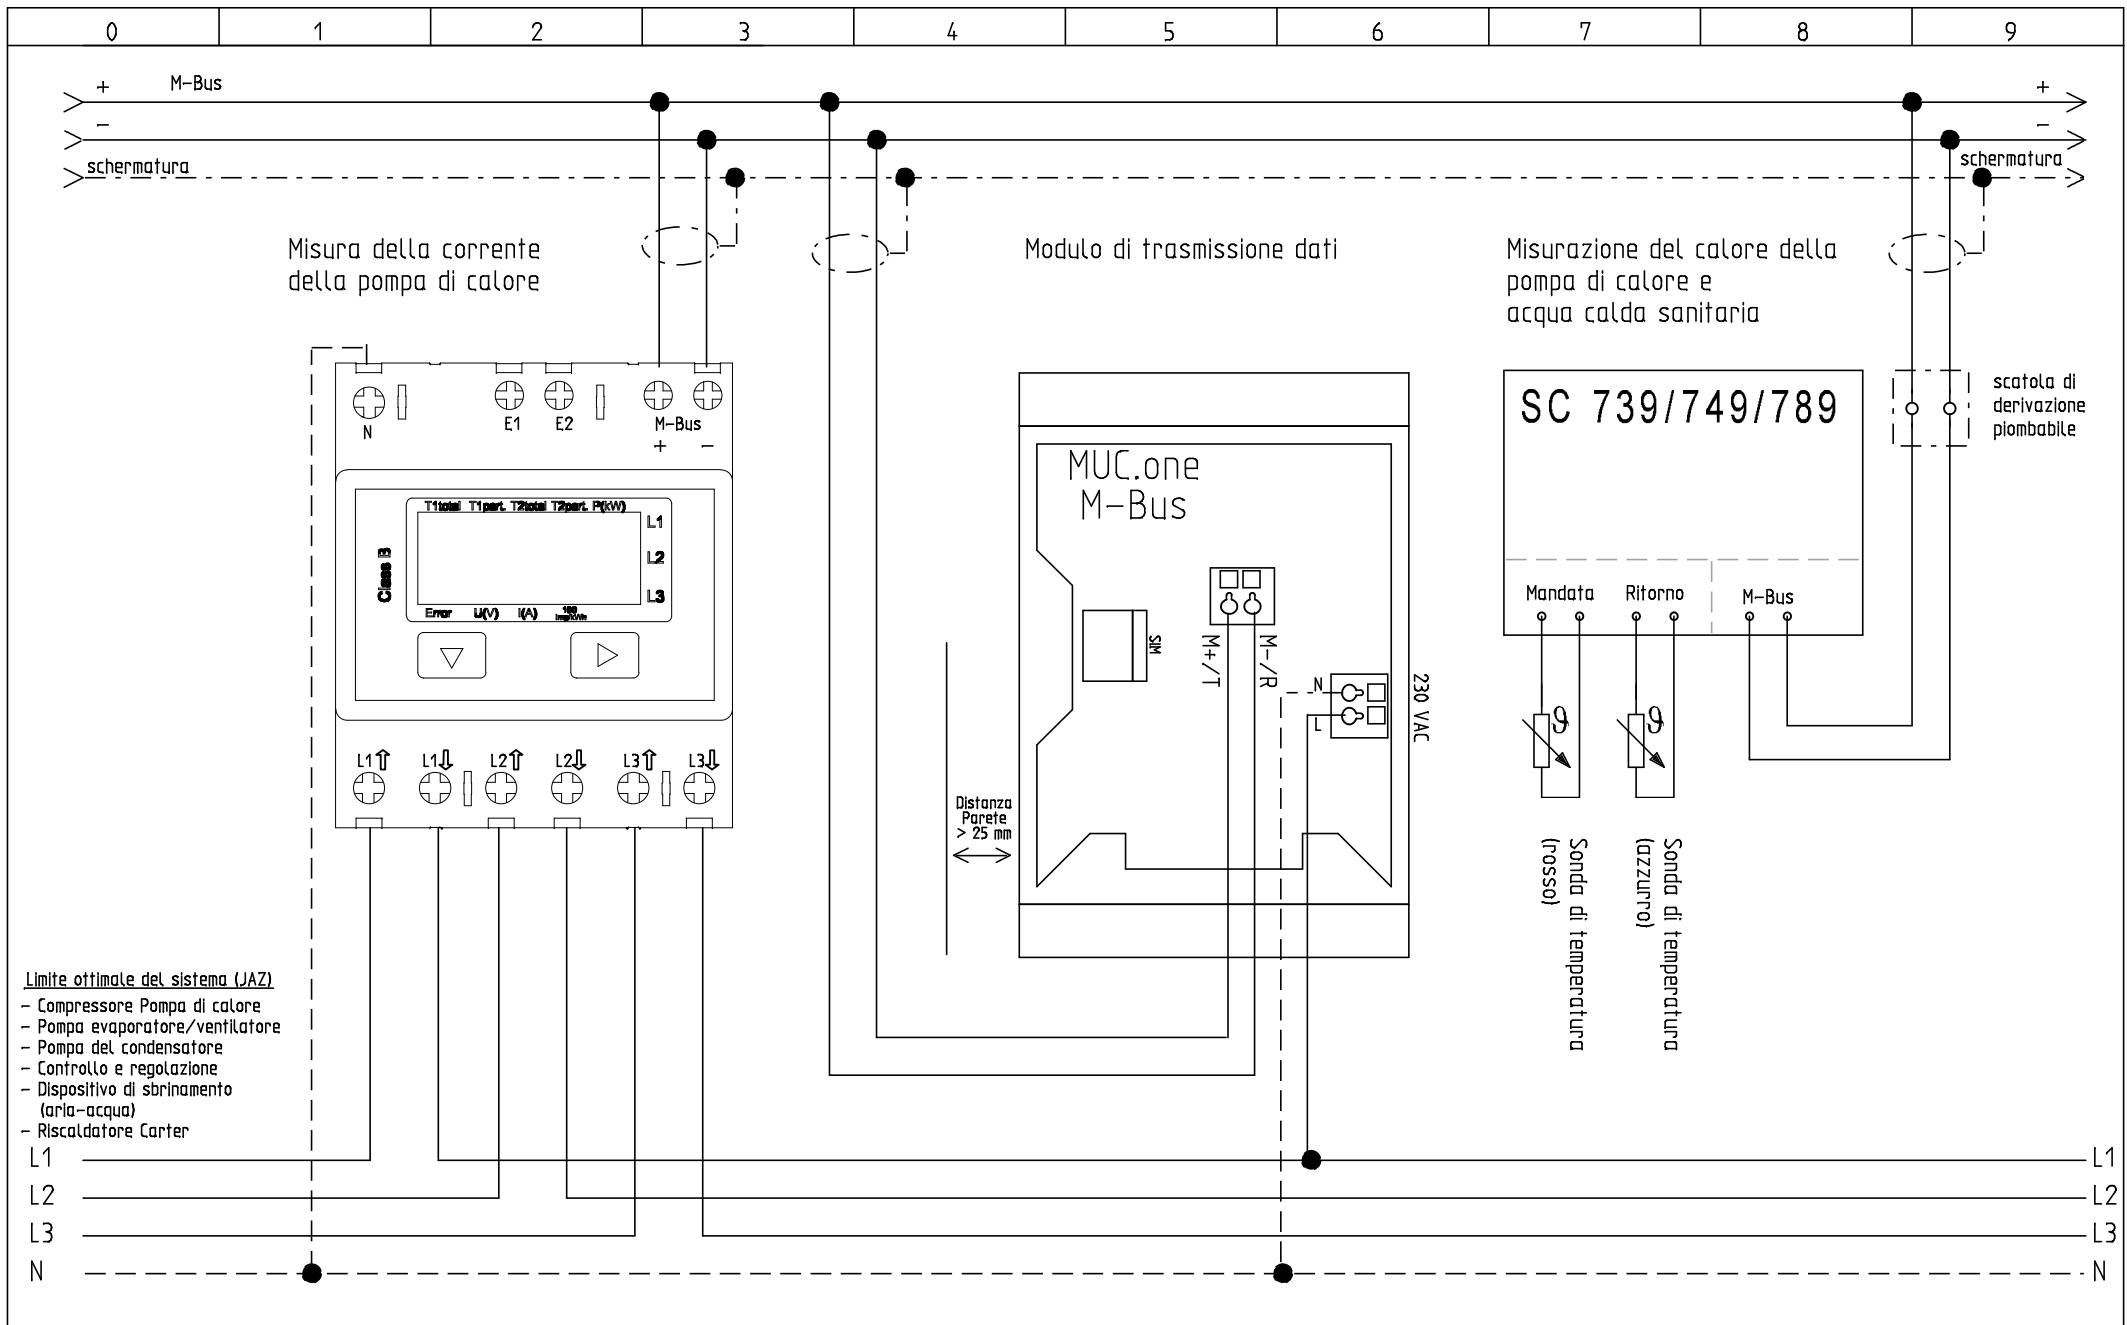 0 1 2 3 4 5 6 7 8 9
+ M-Bus +
- -
schermatura schermatura
Misura della corrente
della pompa di calore
Modulo di trasmissione dati
Misurazione del calore della
pompa di calore e
acqua calda sanitaria
N
E1 E2 M-Bus
+ -
T1total T1part. T2total T2part. P(kW)
L1
L2
L3
Class B
Error U(V) I(A)
L1 L1 L2 L2 L3 L3
MUC.one
M-Bus
SIM
M+/T
M-/R
N
L
230 VAC
Distanza
Parete
> 25 mm
SC 739/749/789
Mandata Ritorno M-Bus
scatola di
derivazione
piombabile
ϑ ϑ
Sonda di temperatura
(rosso)
Sonda di temperatura
(azzurro)
Limite ottimale del sistema (JAZ)
- Compressore Pompa di calore
- Pompa evaporatore/ventilatore
- Pompa del condensatore
- Controllo e regolazione
- Dispositivo di sbrinamento
(aria-acqua)
- Riscaldatore Carter
L1 L1
L2 L2
L3 L3
N N